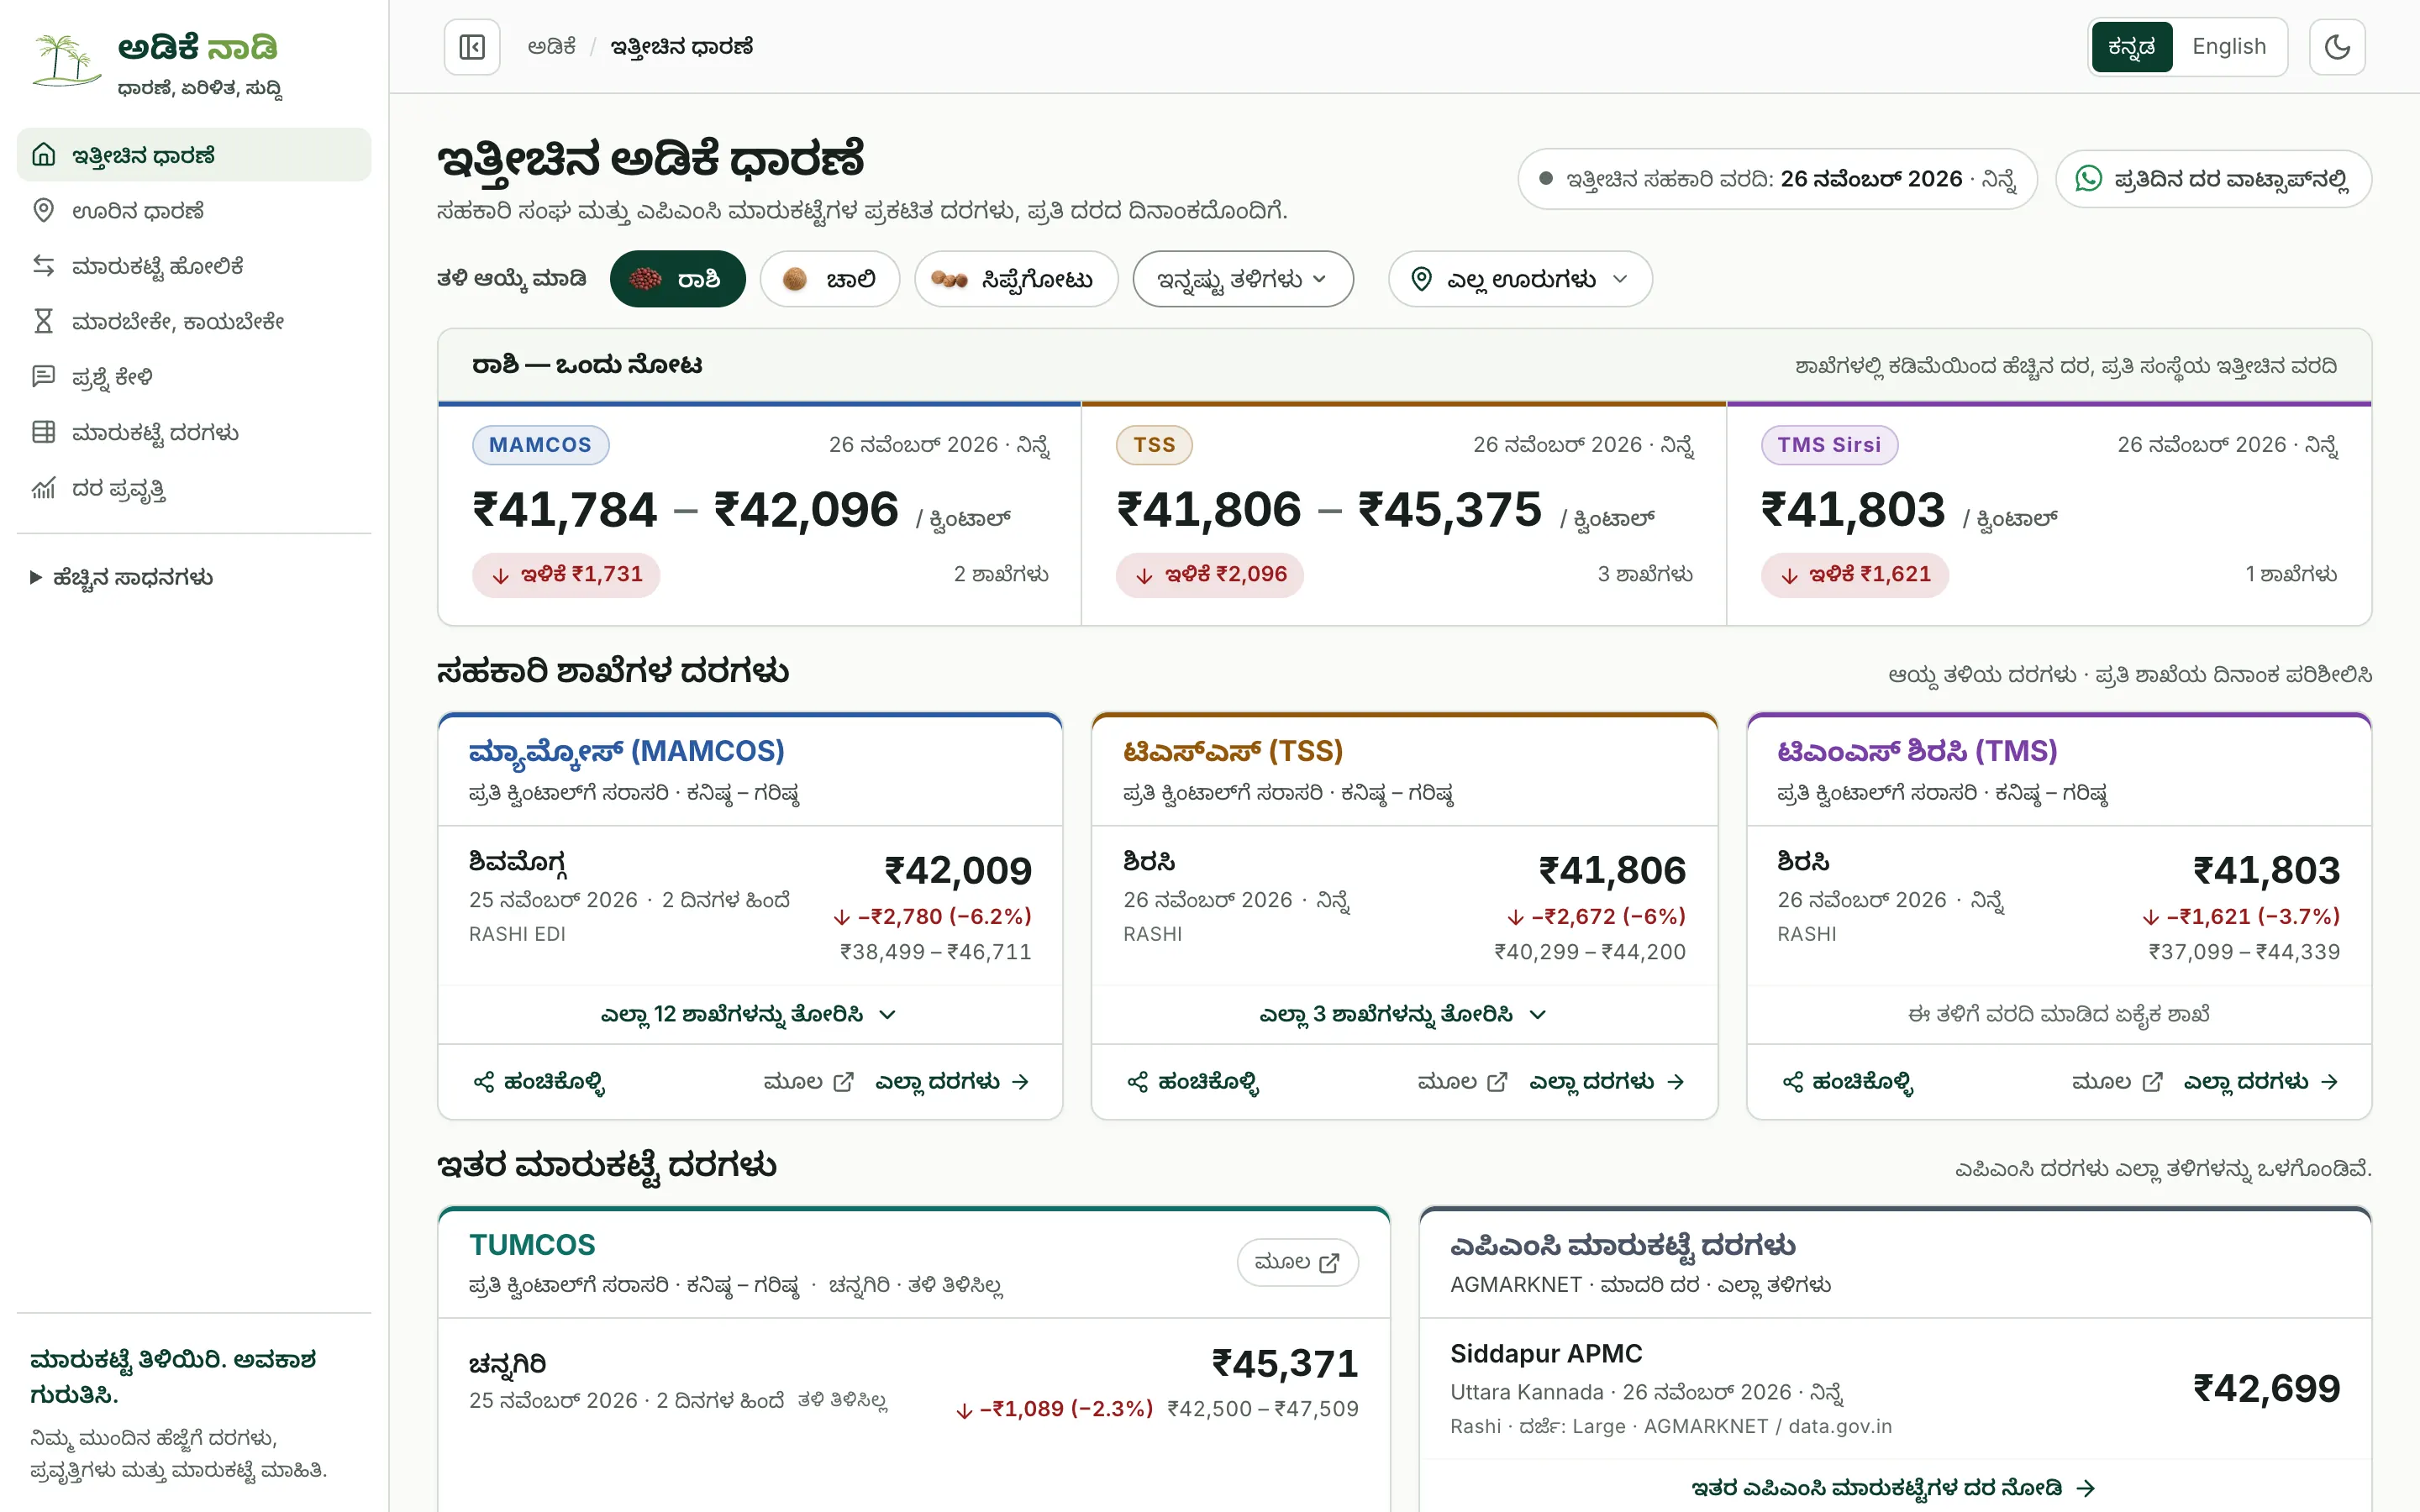 ಅಡಿಕೆ ನಾಡಿ
ಧಾರಣೆ, ಏರಿಳಿತ, ಸುದ್ದಿ
ಇತ್ತೀಚಿನ ಧಾರಣೆ
ಊರಿನ ಧಾರಣೆ
ಮಾರುಕಟ್ಟೆ ಹೋಲಿಕೆ
ಮಾರಬೇಕೇ, ಕಾಯಬೇಕೇ
ಪ್ರಶ್ನೆ ಕೇಳಿ
ಮಾರುಕಟ್ಟೆ ದರಗಳು
ದರ ಪ್ರವೃತ್ತಿ
ಹೆಚ್ಚಿನ ಸಾಧನಗಳು
ಮಾರುಕಟ್ಟೆ ತಿಳಿಯಿರಿ. ಅವಕಾಶ
ಗುರುತಿಸಿ.
ನಿಮ್ಮ ಮುಂದಿನ ಹೆಜ್ಜೆಗೆ ದರಗಳು,
ಪ್ರವೃತ್ತಿಗಳು ಮತ್ತು ಮಾರುಕಟ್ಟೆ ಮಾಹಿತಿ.
ಅಡಿಕೆ / ಇತ್ತೀಚಿನ ಧಾರಣೆ
ಕನ್ನಡ English
ಇತ್ತೀಚಿನ ಅಡಿಕೆ ಧಾರಣೆ
ಸಹಕಾರಿ ಸಂಘ ಮತ್ತು ಎಪಿಎಂಸಿ ಮಾರುಕಟ್ಟೆಗಳ ಪ್ರಕಟಿತ ದರಗಳು, ಪ್ರತಿ ದರದ ದಿನಾಂಕದೊಂದಿಗೆ.
ಇತ್ತೀಚಿನ ಸಹಕಾರಿ ವರದಿ: 26 ನವೆಂಬರ್ 2026 · ನಿನ್ನೆ
ಪ್ರತಿದಿನ ದರ ವಾಟ್ಸಾಪ್‌ನಲ್ಲಿ
ತಳಿ ಆಯ್ಕೆ ಮಾಡಿ ರಾಶಿ ಚಾಲಿ ಸಿಪ್ಪೆಗೋಟು ಇನ್ನಷ್ಟು ತಳಿಗಳು ಎಲ್ಲ ಊರುಗಳು
ರಾಶಿ — ಒಂದು ನೋಟ
ಶಾಖೆಗಳಲ್ಲಿ ಕಡಿಮೆಯಿಂದ ಹೆಚ್ಚಿನ ದರ, ಪ್ರತಿ ಸಂಸ್ಥೆಯ ಇತ್ತೀಚಿನ ವರದಿ
MAMCOS 26 ನವೆಂಬರ್ 2026 · ನಿನ್ನೆ
₹41,784 – ₹42,096 / ಕ್ವಿಂಟಾಲ್
↓ ಇಳಿಕೆ ₹1,731 2 ಶಾಖೆಗಳು
TSS 26 ನವೆಂಬರ್ 2026 · ನಿನ್ನೆ
₹41,806 – ₹45,375 / ಕ್ವಿಂಟಾಲ್
↓ ಇಳಿಕೆ ₹2,096 3 ಶಾಖೆಗಳು
TMS Sirsi 26 ನವೆಂಬರ್ 2026 · ನಿನ್ನೆ
₹41,803 / ಕ್ವಿಂಟಾಲ್
↓ ಇಳಿಕೆ ₹1,621 1 ಶಾಖೆಗಳು
ಸಹಕಾರಿ ಶಾಖೆಗಳ ದರಗಳು
ಆಯ್ದ ತಳಿಯ ದರಗಳು · ಪ್ರತಿ ಶಾಖೆಯ ದಿನಾಂಕ ಪರಿಶೀಲಿಸಿ
ಮ್ಯಾಮ್ಕೋಸ್ (MAMCOS)
ಪ್ರತಿ ಕ್ವಿಂಟಾಲ್‌ಗೆ ಸರಾಸರಿ · ಕನಿಷ್ಠ – ಗರಿಷ್ಠ
ಶಿವಮೊಗ್ಗ ₹42,009
25 ನವೆಂಬರ್ 2026 · 2 ದಿನಗಳ ಹಿಂದೆ ↓ −₹2,780 (−6.2%)
RASHI EDI ₹38,499 – ₹46,711
ಎಲ್ಲಾ 12 ಶಾಖೆಗಳನ್ನು ತೋರಿಸಿ
ಹಂಚಿಕೊಳ್ಳಿ ಮೂಲ ಎಲ್ಲಾ ದರಗಳು →
ಟಿಎಸ್ಎಸ್ (TSS)
ಪ್ರತಿ ಕ್ವಿಂಟಾಲ್‌ಗೆ ಸರಾಸರಿ · ಕನಿಷ್ಠ – ಗರಿಷ್ಠ
ಶಿರಸಿ ₹41,806
26 ನವೆಂಬರ್ 2026 · ನಿನ್ನೆ ↓ −₹2,672 (−6%)
RASHI ₹40,299 – ₹44,200
ಎಲ್ಲಾ 3 ಶಾಖೆಗಳನ್ನು ತೋರಿಸಿ
ಹಂಚಿಕೊಳ್ಳಿ ಮೂಲ ಎಲ್ಲಾ ದರಗಳು →
ಟಿಎಂಎಸ್ ಶಿರಸಿ (TMS)
ಪ್ರತಿ ಕ್ವಿಂಟಾಲ್‌ಗೆ ಸರಾಸರಿ · ಕನಿಷ್ಠ – ಗರಿಷ್ಠ
ಶಿರಸಿ ₹41,803
26 ನವೆಂಬರ್ 2026 · ನಿನ್ನೆ ↓ −₹1,621 (−3.7%)
RASHI ₹37,099 – ₹44,339
ಈ ತಳಿಗೆ ವರದಿ ಮಾಡಿದ ಏಕೈಕ ಶಾಖೆ
ಹಂಚಿಕೊಳ್ಳಿ ಮೂಲ ಎಲ್ಲಾ ದರಗಳು →
ಇತರ ಮಾರುಕಟ್ಟೆ ದರಗಳು
ಎಪಿಎಂಸಿ ದರಗಳು ಎಲ್ಲಾ ತಳಿಗಳನ್ನು ಒಳಗೊಂಡಿವೆ.
TUMCOS
ಪ್ರತಿ ಕ್ವಿಂಟಾಲ್‌ಗೆ ಸರಾಸರಿ · ಕನಿಷ್ಠ – ಗರಿಷ್ಠ · ಚನ್ನಗಿರಿ · ತಳಿ ತಿಳಿಸಿಲ್ಲ
ಮೂಲ
ಚನ್ನಗಿರಿ ₹45,371
25 ನವೆಂಬರ್ 2026 · 2 ದಿನಗಳ ಹಿಂದೆ ತಳಿ ತಿಳಿಸಿಲ್ಲ ↓ −₹1,089 (−2.3%) ₹42,500 – ₹47,509
ಎಪಿಎಂಸಿ ಮಾರುಕಟ್ಟೆ ದರಗಳು
AGMARKNET · ಮಾದರಿ ದರ · ಎಲ್ಲಾ ತಳಿಗಳು
Siddapur APMC
Uttara Kannada · 26 ನವೆಂಬರ್ 2026 · ನಿನ್ನೆ ₹42,699
Rashi · ದರ್ಜೆ: Large · AGMARKNET / data.gov.in
ಇತರ ಎಪಿಎಂಸಿ ಮಾರುಕಟ್ಟೆಗಳ ದರ ನೋಡಿ →